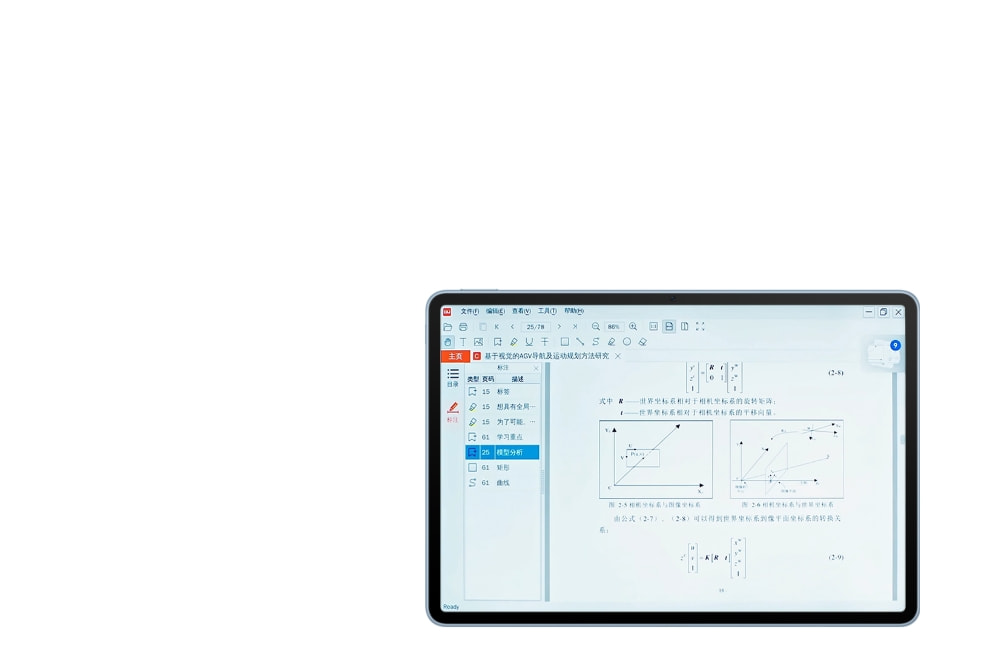 文件(F) 编辑(E) 查看(V) 工具(T) 帮助(H)
25/78 86%
主页 基于视觉的AGV导航及运动规划方法研究
9
目录
标注
标注
类型 页码 描述
15 标签
15 想具有全局…
15 为了可能、…
61 学习重点
25 模型分析
61 矩形
61 曲线
(2-8)
式中 R——世界坐标系相对于相机坐标系的旋转矩阵;
t——世界坐标系相对于相机坐标系的平移向量.
图 2-5 相机坐标系与图像坐标系 图 2-6 相机坐标系与世界坐标系
由公式(2-7)、(2-8)可以得到世界坐标系到像平面坐标系的转换关
系:
(2-9)
Ready